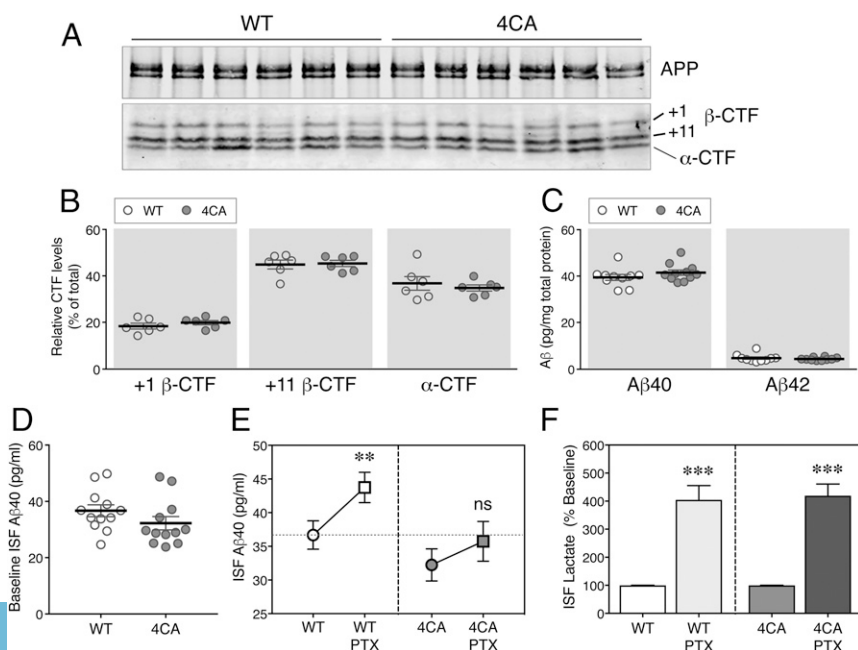 A
WT
4CA
APP
+1
β-CTF
+11
α-CTF
B
WT
4CA
Relative CTF levels
(% of total)
60
40
20
0
+1 β-CTF
+11 β-CTF
α-CTF
C
WT
4CA
Aβ (pg/mg total protein)
60
40
20
0
Aβ40
Aβ42
D
Baseline ISF Aβ40 (pg/ml)
60
40
20
0
WT
4CA
E
ISF Aβ40 (pg/ml)
50
45
40
35
30
25
**
ns
WT
WT
PTX
4CA
4CA
PTX
F
ISF Lactate (% Baseline)
600
500
400
300
200
100
0
***
***
WT
WT
PTX
4CA
4CA
PTX